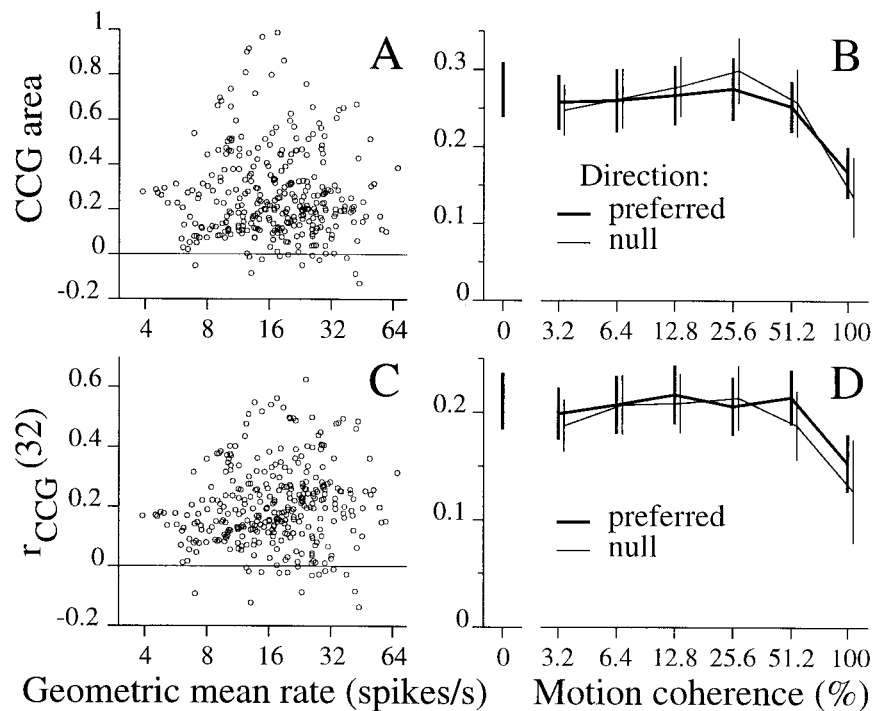 A
CCG area
1
0.8
0.6
0.4
0.2
0
-0.2
4 8 16 32 64
B
0.3
0.2
0.1
0
Direction:
preferred
null
0 3.2 6.4 12.8 25.6 51.2 100
C
rCCG (32)
0.6
0.4
0.2
0
-0.2
4 8 16 32 64
Geometric mean rate (spikes/s)
D
0.2
0.1
0
preferred
null
0 3.2 6.4 12.8 25.6 51.2 100
Motion coherence (%)